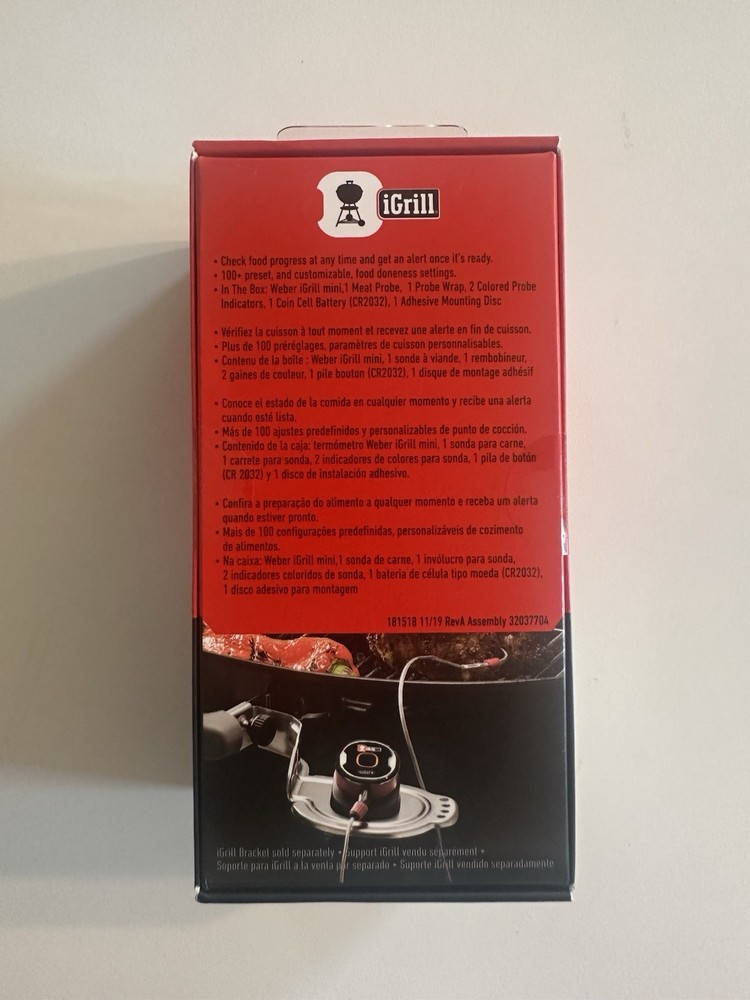 iGrill
• Check food progress at any time and get an alert once it's ready.
• 100+ preset, and customizable, food doneness settings.
• In The Box: Weber iGrill mini,1 Meal Probe, 1 Probe Wrap, 2 Colored Probe
Indicators, 1 Coin Cell Battery (CR2032), 1 Adhesive Mounting Disc
• Vérifiez la cuisson à tout moment et recevez une alerte en fin de cuisson.
• Plus de 100 préréglages, paramètres de cuisson personnalisables.
• Contenu de la boîte : Weber iGrill mini, 1 sonde à viande, 1 rembobineur,
2 gaines de couleur, 1 pile bouton (CR2032), 1 disque de montage adhésif
• Conoce el estado de la comida en cualquier momento y recibe una alerta
cuando esté lista.
• Más de 100 ajustes predefinidos y personalizables de punto de cocción.
• Contenido de la caja: termómetro Weber iGrill mini, 1 sonda para carne,
1 carrete para sonda, 2 indicadores de colores para sonda, 1 pila de botón
(CR 2032) y 1 disco de instalación adhesivo.
• Confira a preparação do alimento a qualquer momento e receba um alerta
quando estiver pronto.
• Mais de 100 configurações predefinidas, personalizáveis de cozimento
de alimentos.
• Na caixa: Weber iGrill mini,1 sonda de carne, 1 invólucro para sonda,
2 indicadores coloridos de sonda, 1 bateria de célula tipo moeda (CR2032),
1 disco adesivo para montagem
181518 11/19 RevA Assembly 32037704
iGrill Bracket sold separately • Support iGrill vendu séparément •
Soporte para iGrill a la venta por separado • Suporte iGrill vendido separadamente